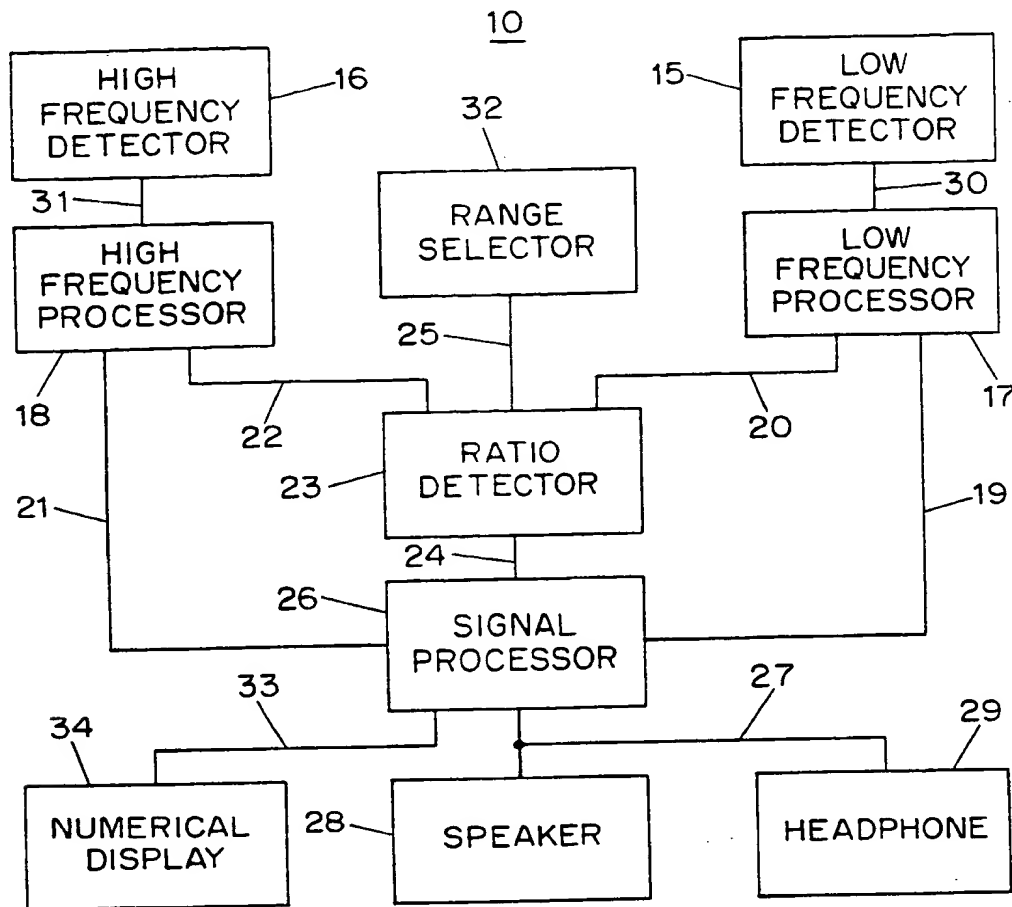 10
HIGH
FREQUENCY
DETECTOR
16
15
LOW
FREQUENCY
DETECTOR
32
31
30
RANGE
SELECTOR
HIGH
FREQUENCY
PROCESSOR
LOW
FREQUENCY
PROCESSOR
25
18
22
20
17
23
RATIO
DETECTOR
21
19
24
26
SIGNAL
PROCESSOR
33
27
34
29
NUMERICAL
DISPLAY
28
SPEAKER
HEADPHONE